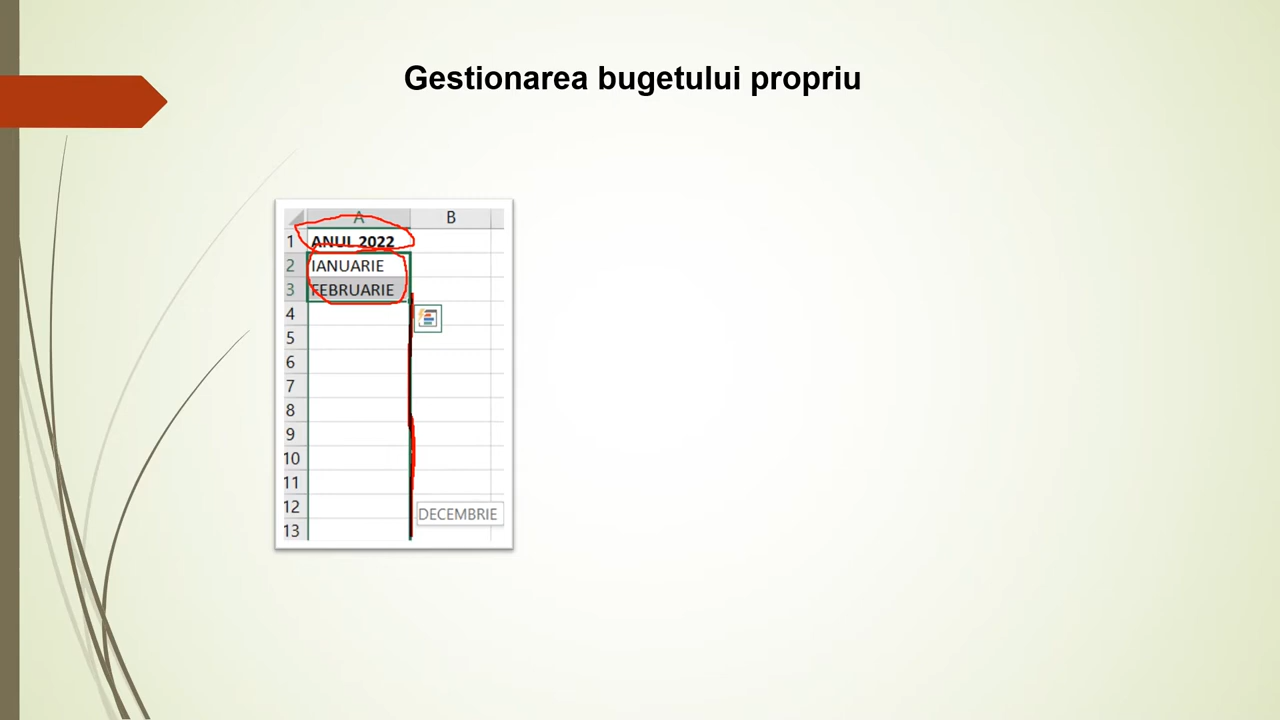 Gestionarea bugetului propriu
A B
1 ANUL 2022
2 IANUARIE
3 FEBRUARIE
4
5
6
7
8
9
10
11
12 DECEMBRIE
13